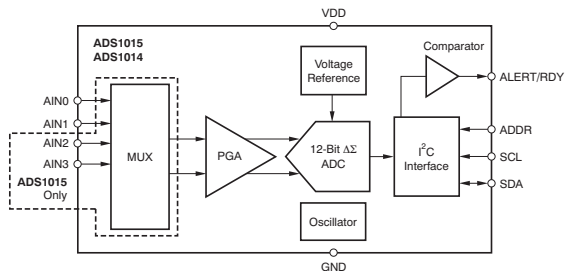 VDD
ADS1015
ADS1014
Comparator
Voltage
Reference
ALERT/RDY
AIN0
AIN1
AIN2
AIN3
ADS1015
Only
MUX
PGA
12-Bit ΔΣ
ADC
I²C
Interface
ADDR
SCL
SDA
Oscillator
GND